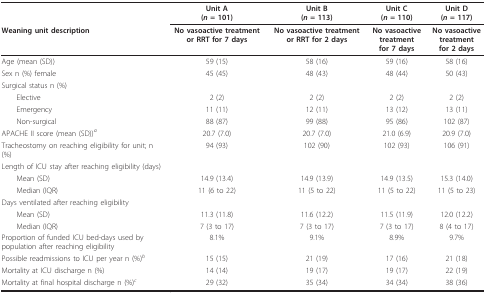 Unit A (n = 101) Unit B (n = 113) Unit C (n = 110) Unit D (n = 117)
Weaning unit description No vasoactive treatment or RRT for 7 days No vasoactive treatment or RRT for 2 days No vasoactive treatment for 7 days No vasoactive treatment for 2 days
Age (mean (SD)) 59 (15) 58 (16) 59 (16) 58 (16)
Sex n (%) female 45 (45) 48 (43) 48 (44) 50 (43)
Surgical status n (%)
Elective 2 (2) 2 (2) 2 (2) 2 (2)
Emergency 11 (11) 12 (11) 13 (12) 13 (11)
Non-surgical 88 (87) 99 (88) 95 (86) 102 (87)
APACHE II score (mean (SD))a 20.7 (7.0) 20.7 (7.0) 21.0 (6.9) 20.9 (7.0)
Tracheostomy on reaching eligibility for unit; n (%) 94 (93) 102 (90) 102 (93) 106 (91)
Length of ICU stay after reaching eligibility (days)
Mean (SD) 14.9 (13.4) 14.9 (13.9) 14.9 (13.5) 15.3 (14.0)
Median (IQR) 11 (6 to 22) 11 (5 to 22) 11 (5 to 22) 11 (5 to 23)
Days ventilated after reaching eligibility
Mean (SD) 11.3 (11.8) 11.6 (12.2) 11.5 (11.9) 12.0 (12.2)
Median (IQR) 7 (3 to 17) 7 (3 to 17) 7 (3 to 17) 8 (4 to 17)
Proportion of funded ICU bed-days used by population after reaching eligibility 8.1% 9.1% 8.9% 9.7%
Possible readmissions to ICU per year n (%)b 15 (15) 21 (19) 17 (16) 21 (18)
Mortality at ICU discharge n (%) 14 (14) 19 (17) 19 (17) 22 (19)
Mortality at final hospital discharge n (%)c 29 (32) 35 (34) 34 (34) 38 (36)